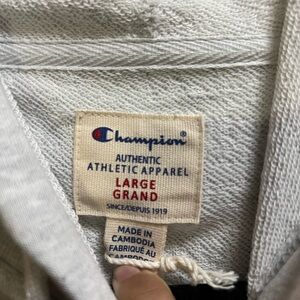 Champion
AUTHENTIC
ATHLETIC APPAREL
LARGE
GRAND
SINCE/DEPUIS 1919
MADE IN
CAMBODIA
FABRIQUÉ AU